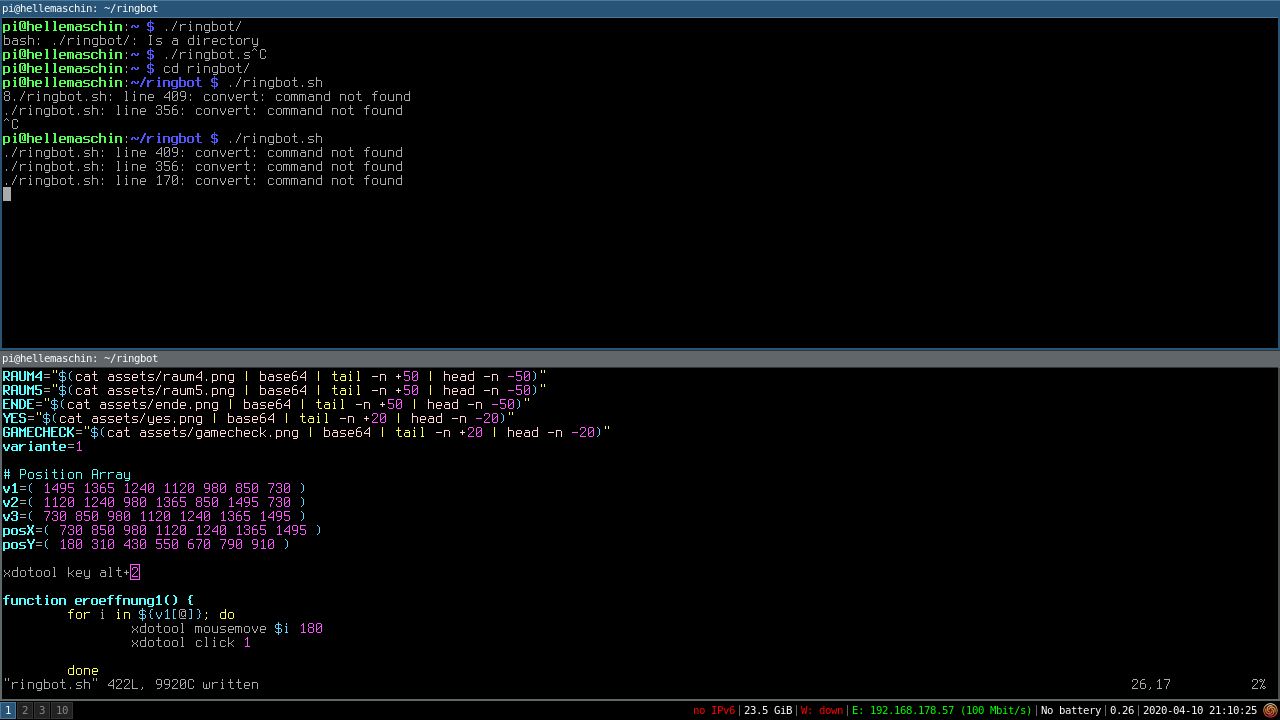 pi@hellemaschin: ~/ringbot
pi@hellemaschin:~ $ ./ringbot/
bash: ./ringbot/: Is a directory
pi@hellemaschin:~ $ ./ringbot.s^C
pi@hellemaschin:~ $ cd ringbot/
pi@hellemaschin:~/ringbot $ ./ringbot.sh
8./ringbot.sh: line 409: convert: command not found
./ringbot.sh: line 356: convert: command not found
^C
pi@hellemaschin:~/ringbot $ ./ringbot.sh
./ringbot.sh: line 409: convert: command not found
./ringbot.sh: line 356: convert: command not found
./ringbot.sh: line 170: convert: command not found
pi@hellemaschin: ~/ringbot
RAUM4="$(cat assets/raum4.png | base64 | tail -n +50 | head -n -50)"
RAUM5="$(cat assets/raum5.png | base64 | tail -n +50 | head -n -50)"
ENDE="$(cat assets/ende.png | base64 | tail -n +50 | head -n -50)"
YES="$(cat assets/yes.png | base64 | tail -n +20 | head -n -20)"
GAMECHECK="$(cat assets/gamecheck.png | base64 | tail -n +20 | head -n -20)"
variante=1
# Position Array
v1=( 1495 1365 1240 1120 980 850 730 )
v2=( 1120 1240 980 1365 850 1495 730 )
v3=( 730 850 980 1120 1240 1365 1495 )
posX=( 730 850 980 1120 1240 1365 1495 )
posY=( 180 310 430 550 670 790 910 )
xdotool key alt+2
function eroeffnung1() {
for i in ${v1[@]}; do
xdotool mousemove $i 180
xdotool click 1
done
"ringbot.sh" 422L, 9920C written 26,17 2%
1 2 3 10 no IPv6|23.5 GiB|W: down|E: 192.168.178.57 (100 Mbit/s)|No battery|0.26|2020-04-10 21:10:25